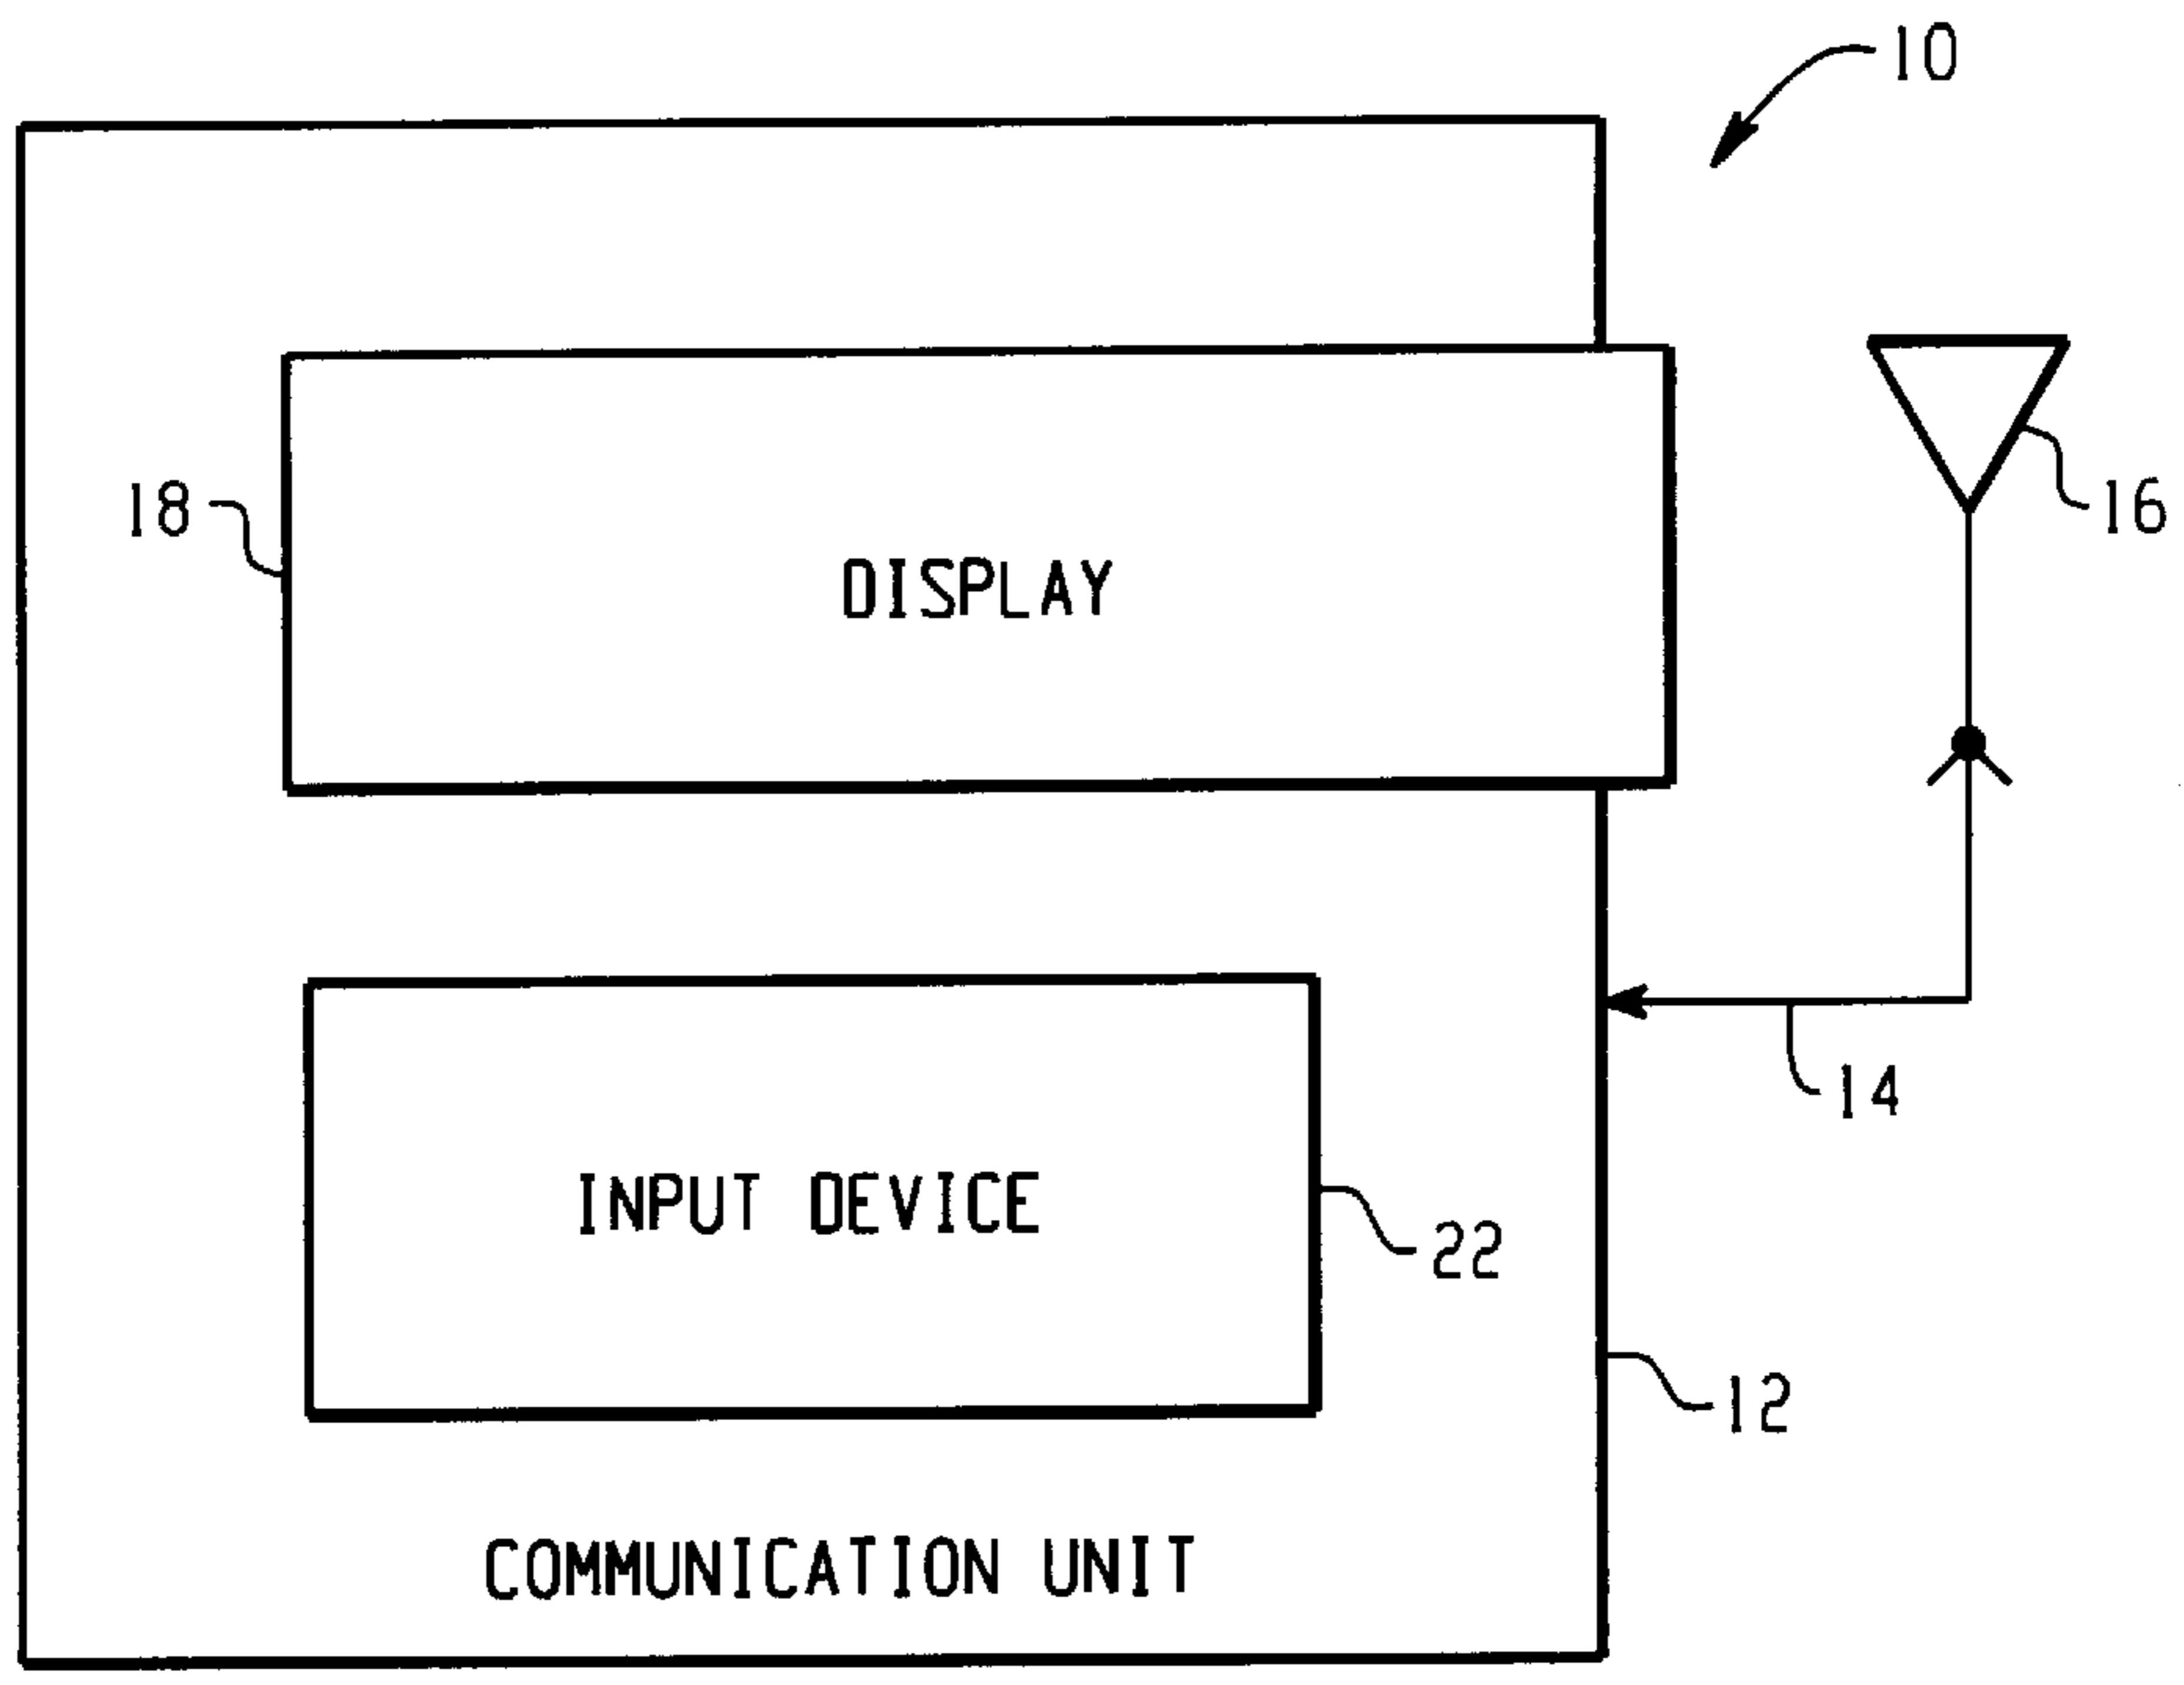 10
18
DISPLAY
16
14
INPUT DEVICE
22
12
COMMUNICATION UNIT